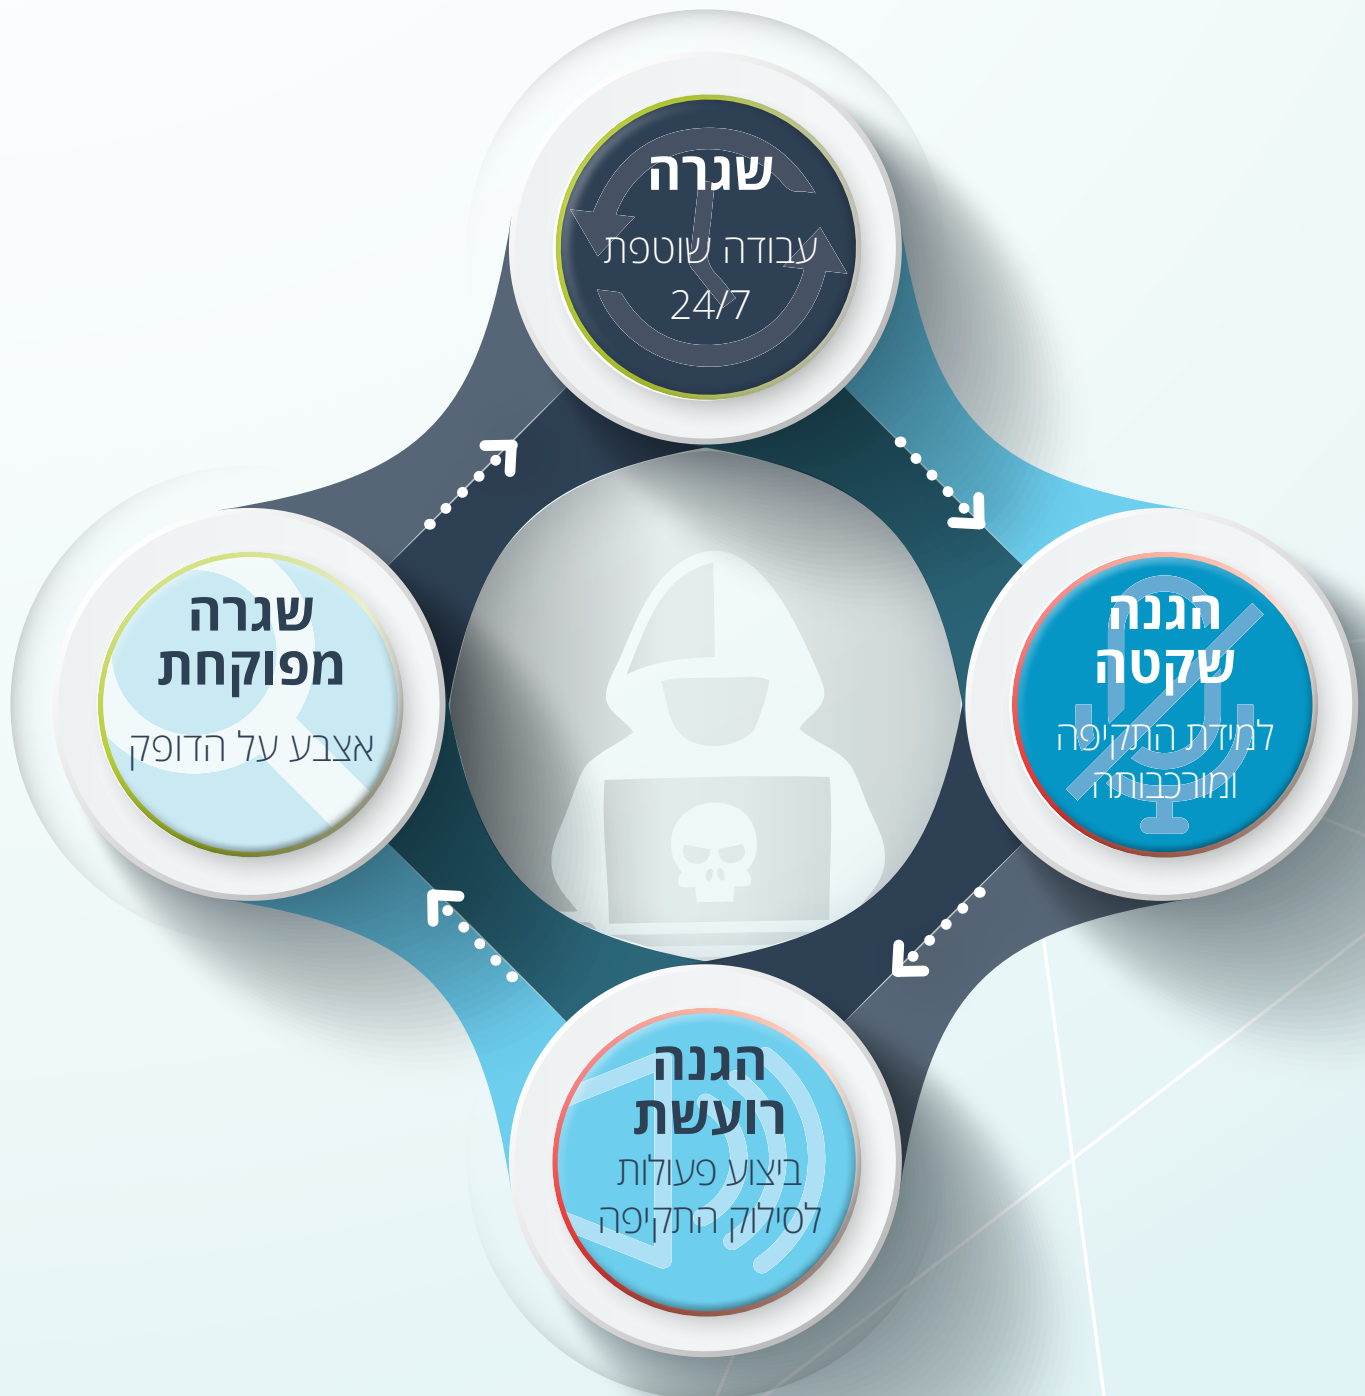 שגרה
עבודה שוטפת
24/7
הגנה
שקטה
למידת התקיפה
ומורכבותה
הגנה
רועשת
ביצוע פעולות
לסילוק התקיפה
שגרה
מפוקחת
אצבע על הדופק